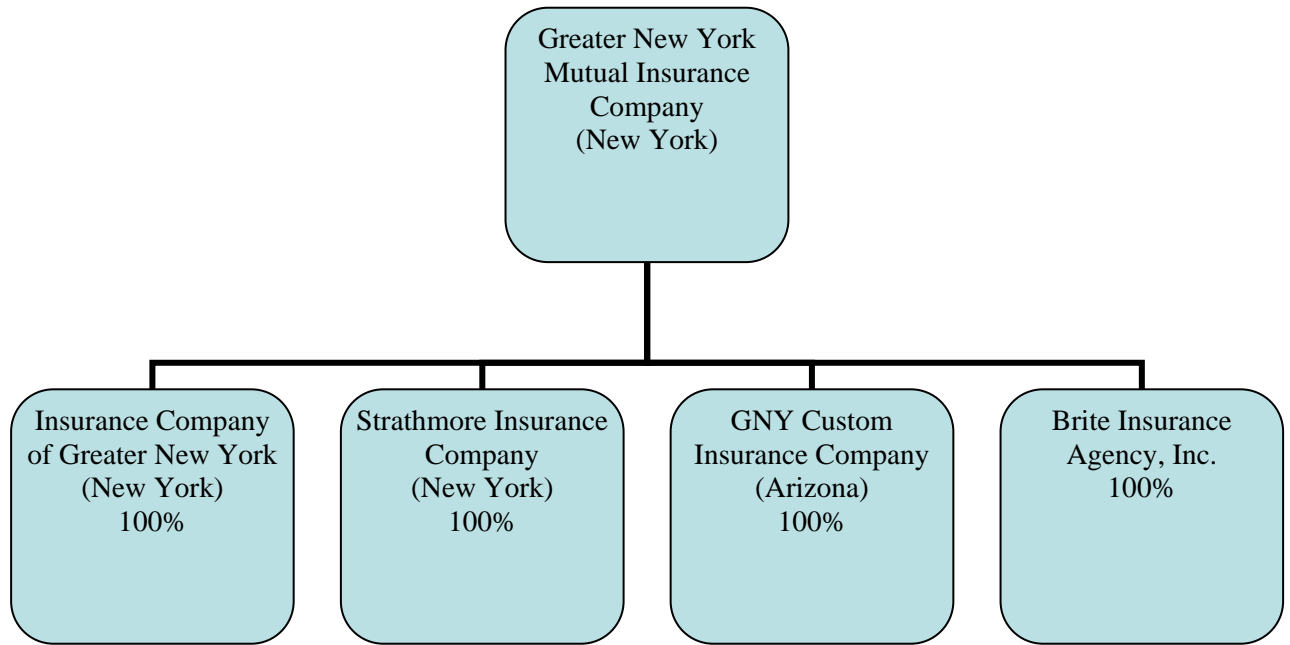 Greater New York
Mutual Insurance
Company
(New York)
Insurance Company
of Greater New York
(New York)
100%
Strathmore Insurance
Company
(New York)
100%
GNY Custom
Insurance Company
(Arizona)
100%
Brite Insurance
Agency, Inc.
100%